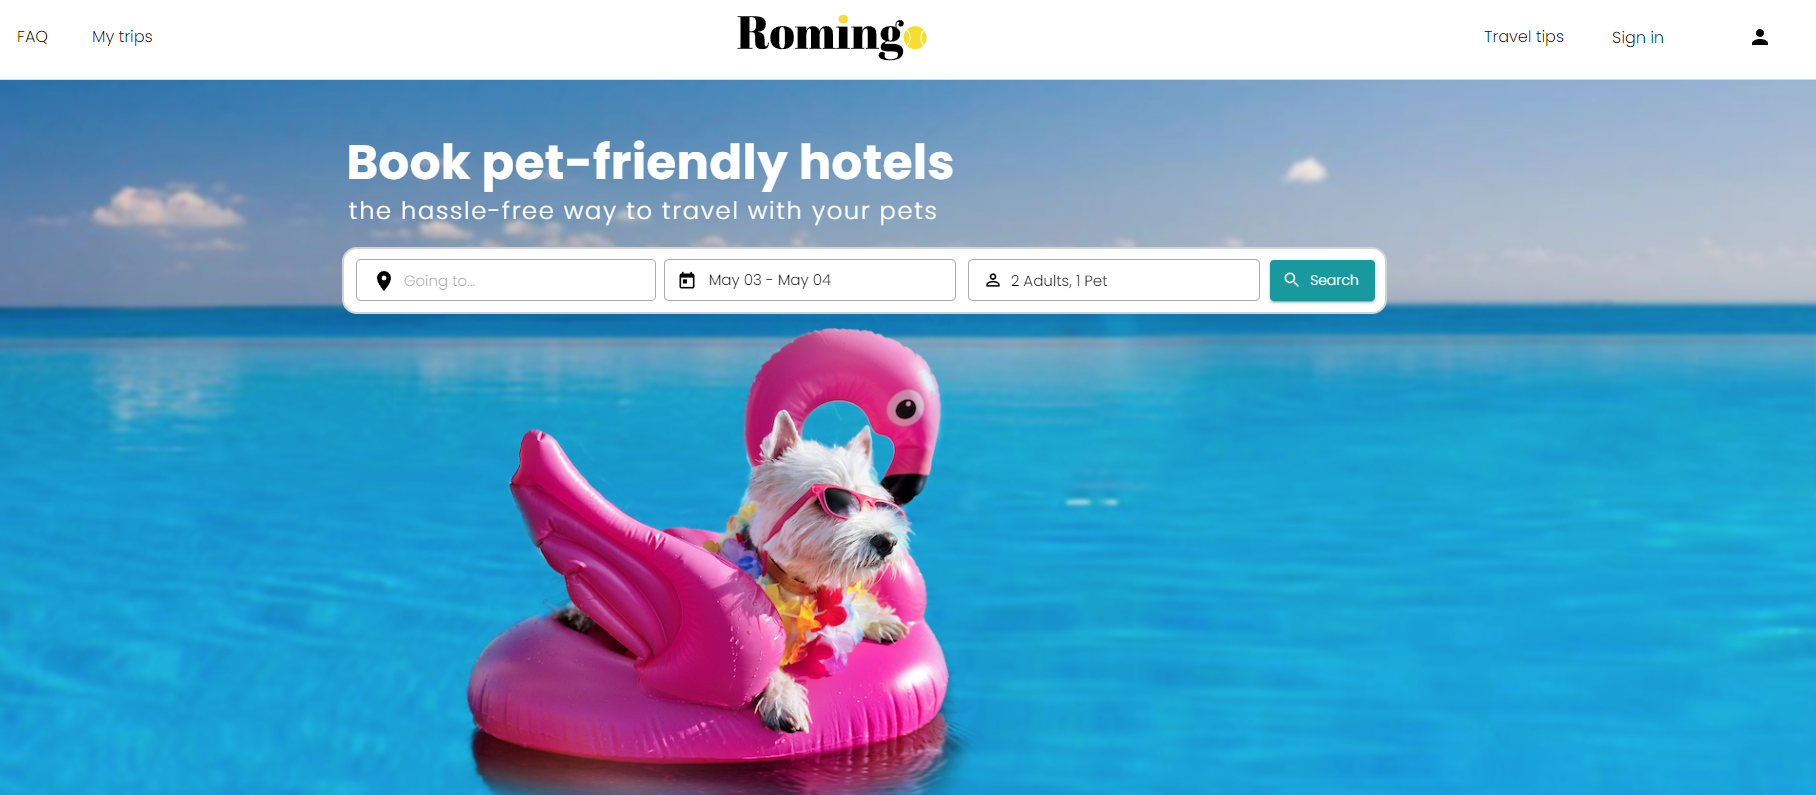 FAQ
My trips
Romingo
Travel tips
Sign in
Book pet-friendly hotels
the hassle-free way to travel with your pets
Going to...
May 03 - May 04
2 Adults, 1 Pet
Search